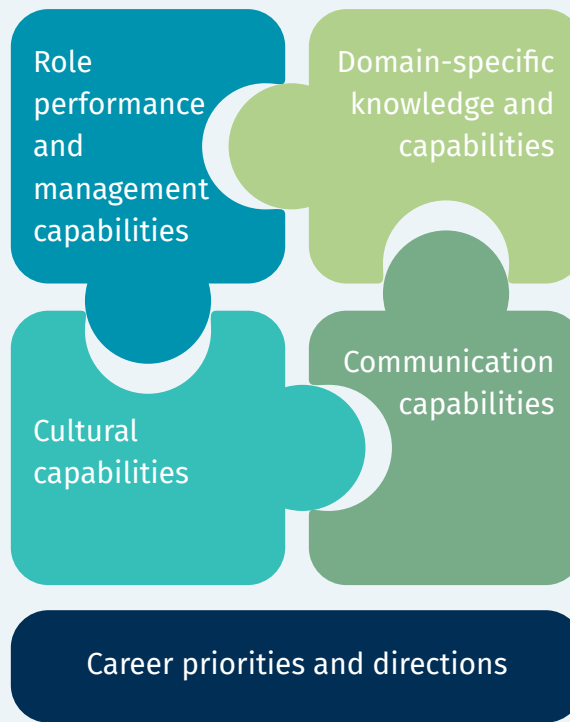 Role
performance
and
management
capabilities
Domain-specific
knowledge and
capabilities
Cultural
capabilities
Communication
capabilities
Career priorities and directions